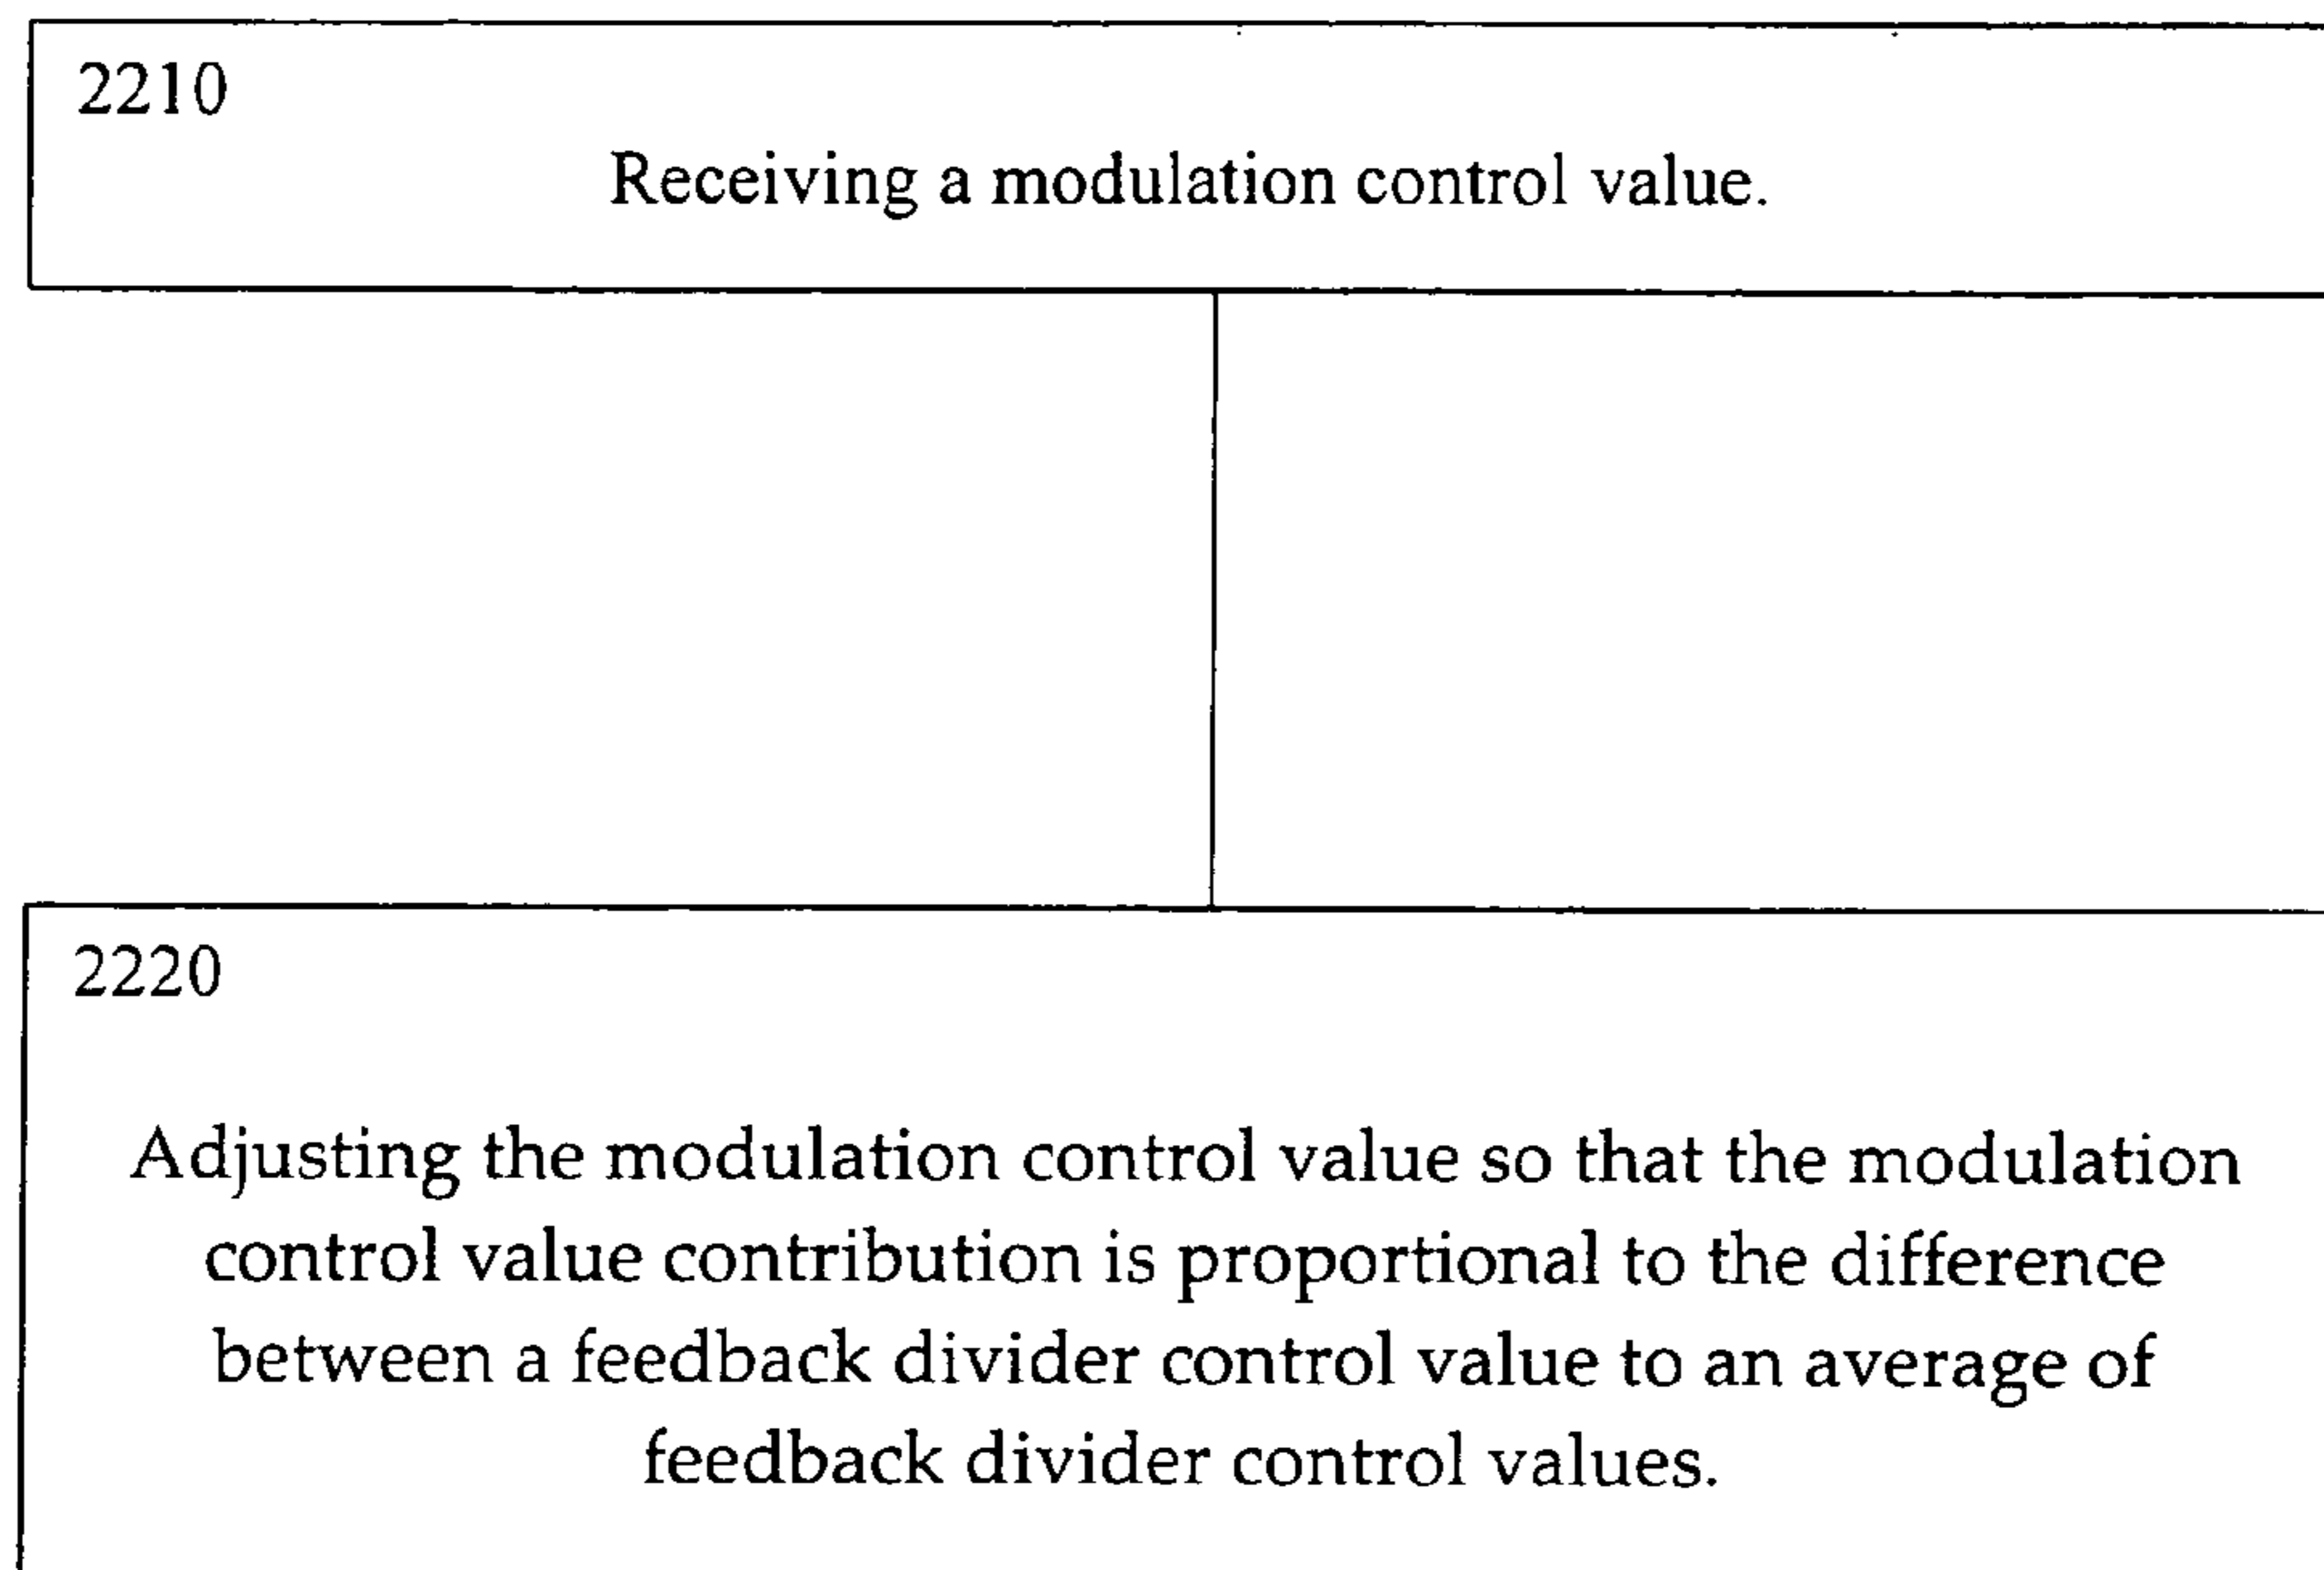 2210
Receiving a modulation control value.
2220
Adjusting the modulation control value so that the modulation
control value contribution is proportional to the difference
between a feedback divider control value to an average of
feedback divider control values.